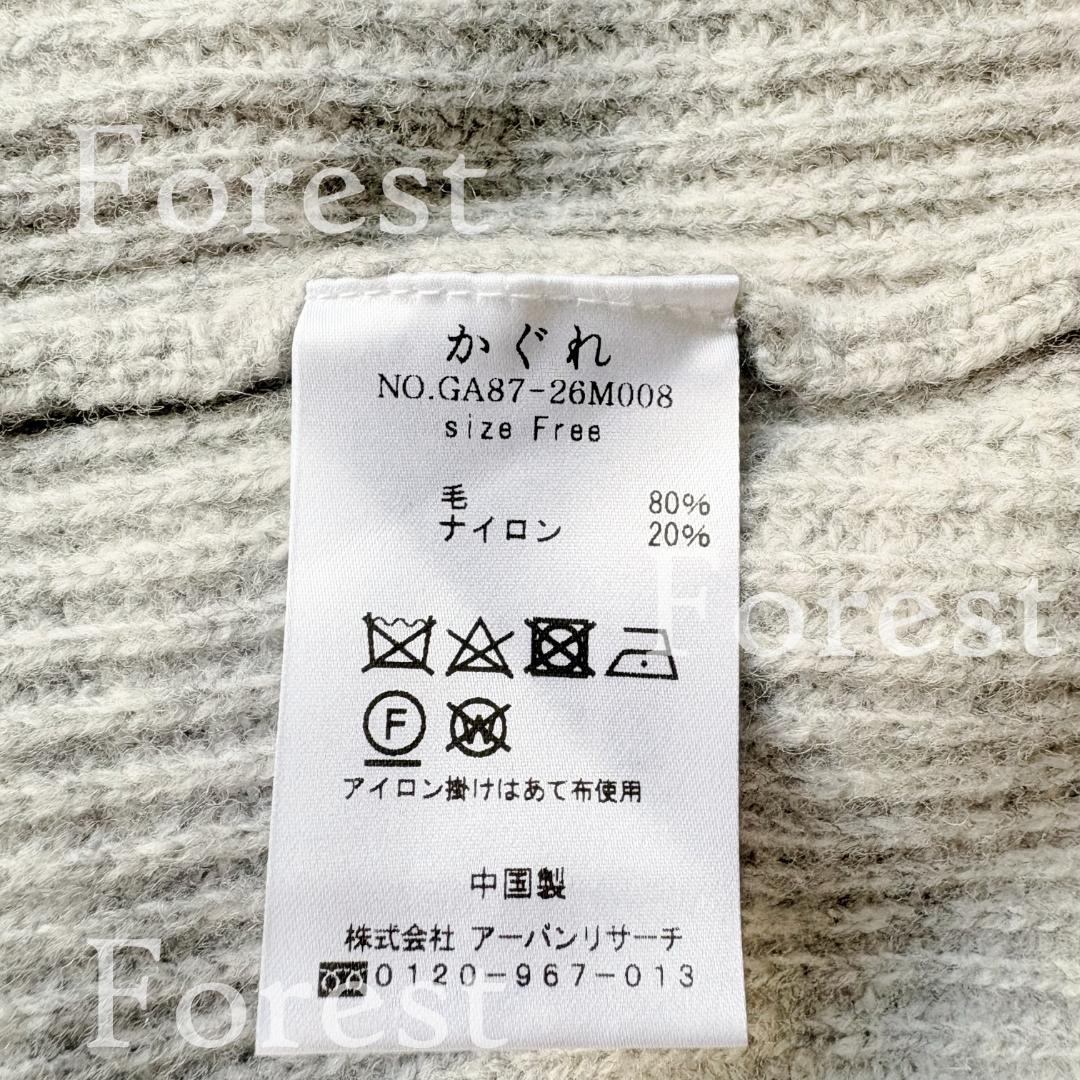 Forest
かぐれ
NO.GA87-26M008
size Free
毛 80%
ナイロン 20%
Forest
F
W
アイロン掛けはあて布使用
中国製
株式会社 アーバンリサーチ
0120-967-013
Forest